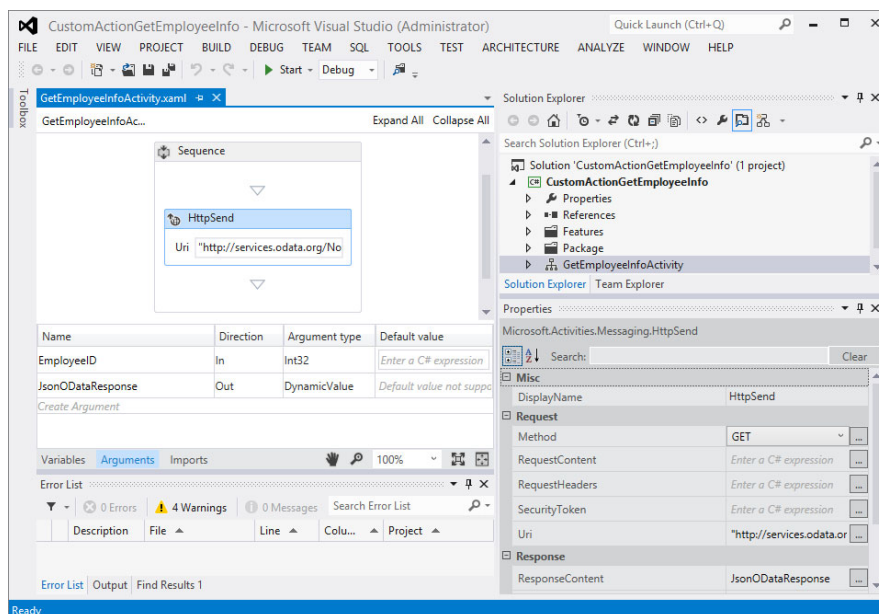 CustomActionGetEmployeeInfo - Microsoft Visual Studio (Administrator)
Quick Launch (Ctrl+Q)
FILE EDIT VIEW PROJECT BUILD DEBUG TEAM SQL TOOLS TEST ARCHITECTURE ANALYZE WINDOW HELP
Start Debug
Toolbox
GetEmployeeInfoActivity.xaml
GetEmployeeInfoAc... Expand All Collapse All
Sequence
HttpSend
Uri "http://services.odata.org/No
Name Direction Argument type Default value
EmployeeID In Int32 Enter a C# expression
JsonODataResponse Out DynamicValue Default value not suppo
Create Argument
Variables Arguments Imports 100%
Error List
0 Errors 4 Warnings 0 Messages Search Error List
Description File Line Colu... Project
Error List Output Find Results 1
Solution Explorer
Search Solution Explorer (Ctrl+;)
Solution 'CustomActionGetEmployeeInfo' (1 project)
C# CustomActionGetEmployeeInfo
Properties
References
Features
Package
GetEmployeeInfoActivity
Solution Explorer Team Explorer
Properties
Microsoft.Activities.Messaging.HttpSend
Search: Clear
Misc
DisplayName HttpSend
Request
Method GET ...
RequestContent Enter a C# expression ...
RequestHeaders Enter a C# expression ...
SecurityToken Enter a C# expression ...
Uri "http://services.odata.or ...
Response
ResponseContent JsonODataResponse ...
Ready